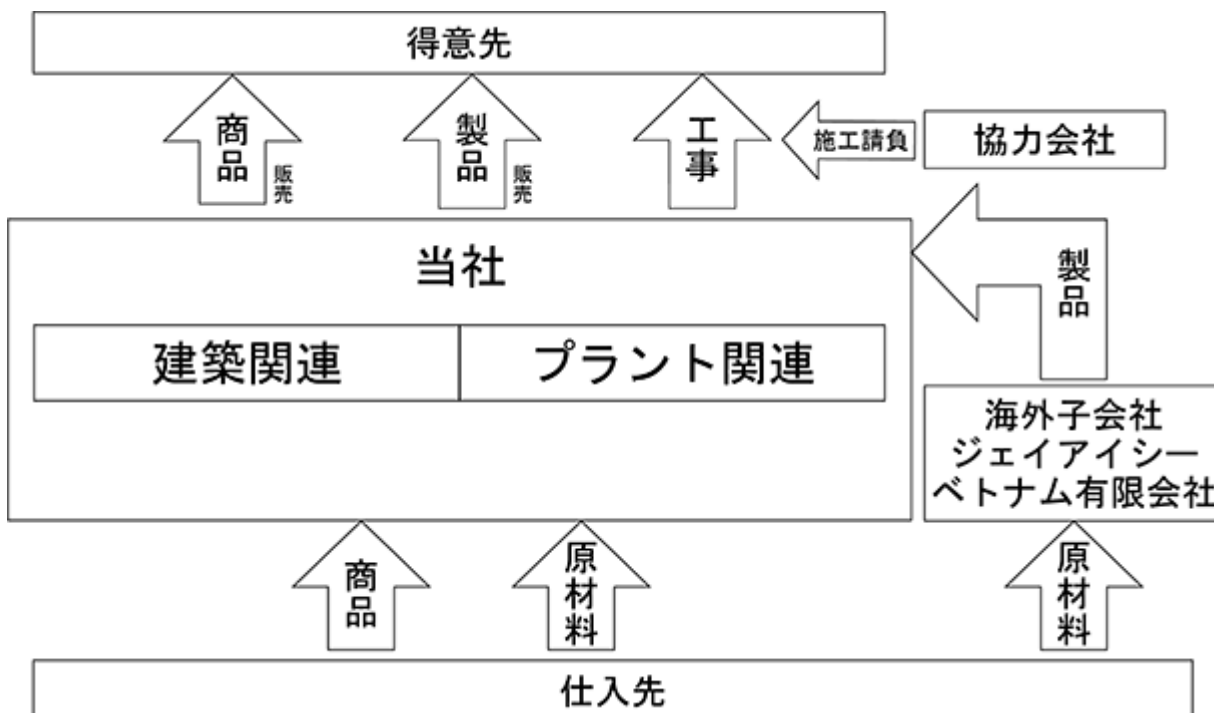 得意先
商品
販売
製品
販売
工事
施工請負
協力会社
当社
製品
建築関連
プラント関連
海外子会社
ジェイアイシー
ベトナム有限会社
商品
原材料
原材料
仕入先